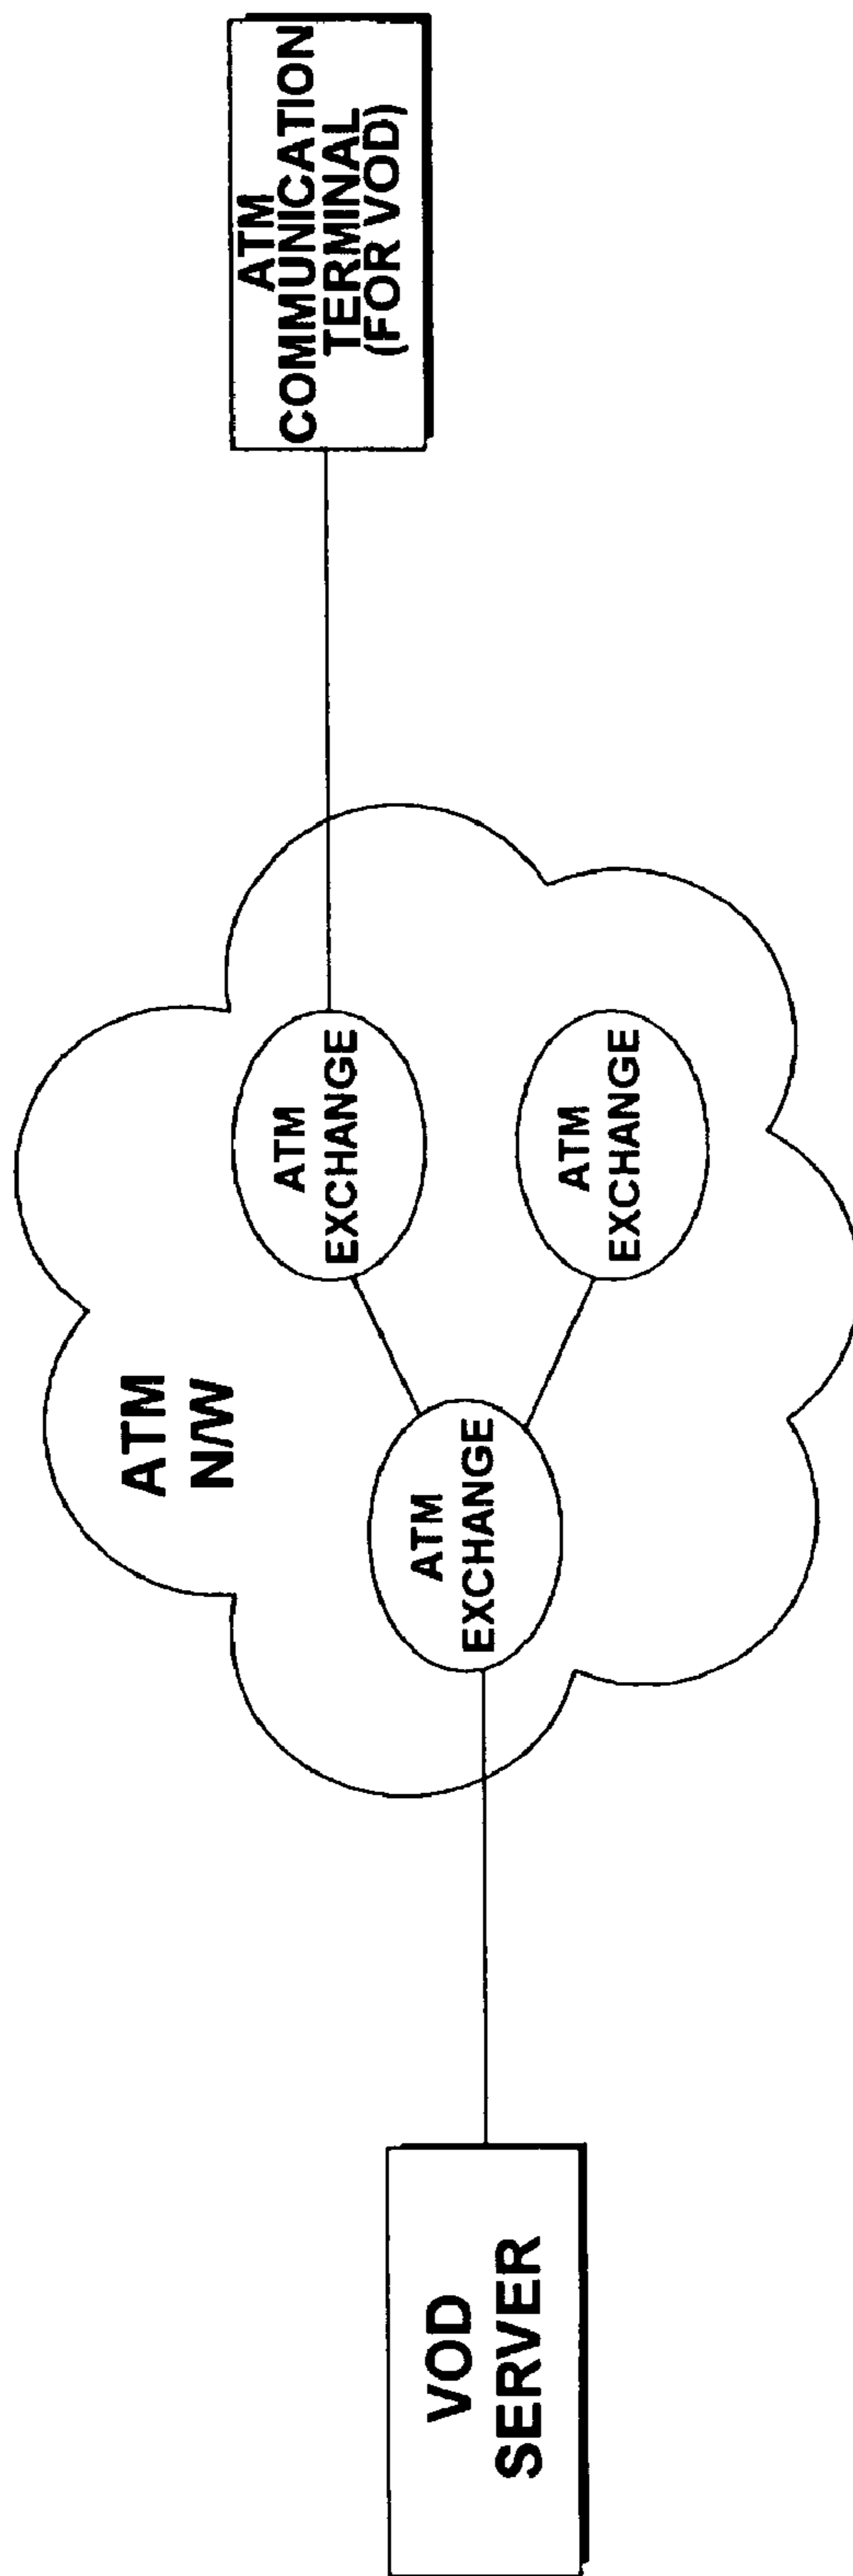 ATM
N/W
VOD
SERVER
ATM
EXCHANGE
ATM
EXCHANGE
ATM
EXCHANGE
ATM
COMMUNICATION
TERMINAL
(FOR VOD)